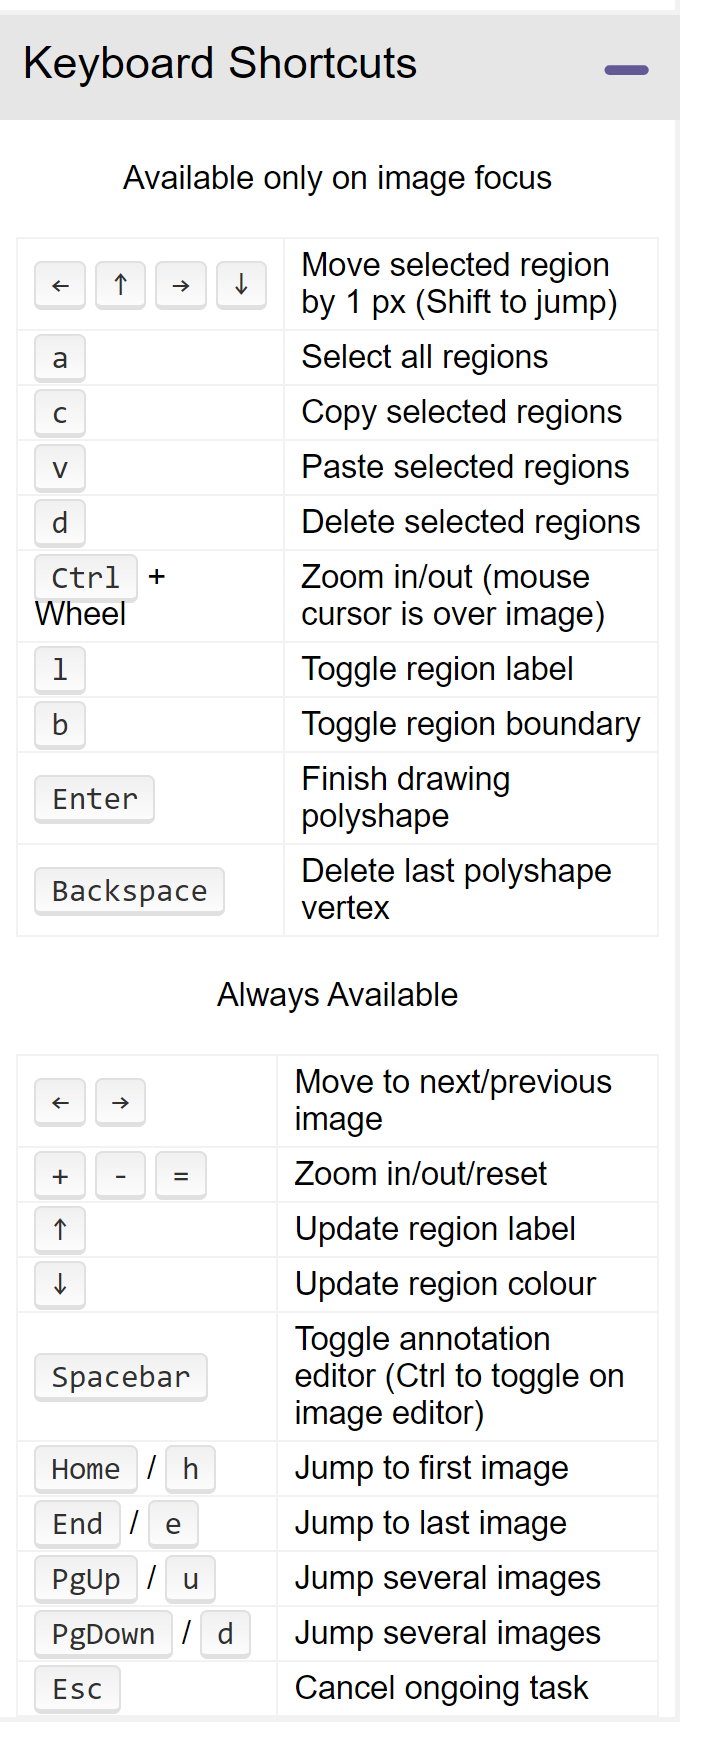 Keyboard Shortcuts
Available only on image focus
← ↑ → ↓ Move selected region
by 1 px (Shift to jump)
a Select all regions
c Copy selected regions
v Paste selected regions
d Delete selected regions
Ctrl + Zoom in/out (mouse
Wheel cursor is over image)
l Toggle region label
b Toggle region boundary
Enter Finish drawing
polyshape
Backspace Delete last polyshape
vertex
Always Available
← → Move to next/previous
image
+ - = Zoom in/out/reset
↑ Update region label
↓ Update region colour
Spacebar Toggle annotation
editor (Ctrl to toggle on
image editor)
Home / h Jump to first image
End / e Jump to last image
PgUp / u Jump several images
PgDown / d Jump several images
Esc Cancel ongoing task